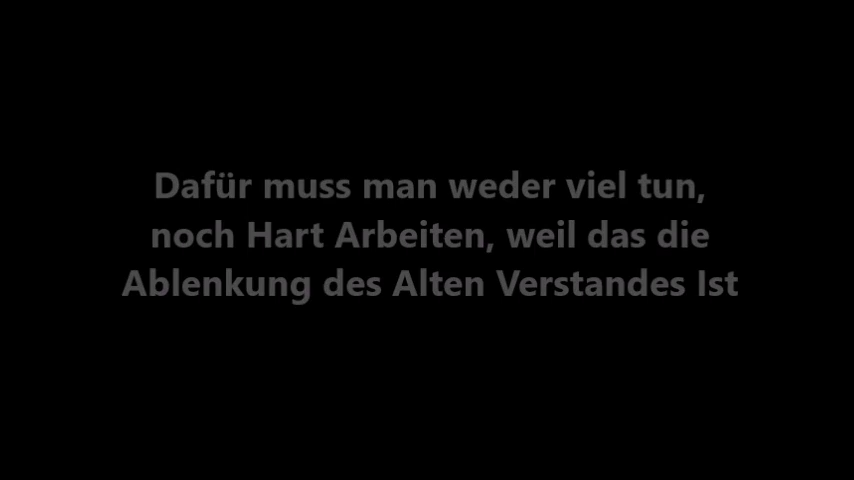 Dafür muss man weder viel tun,
noch Hart Arbeiten, weil das die
Ablenkung des Alten Verstandes Ist